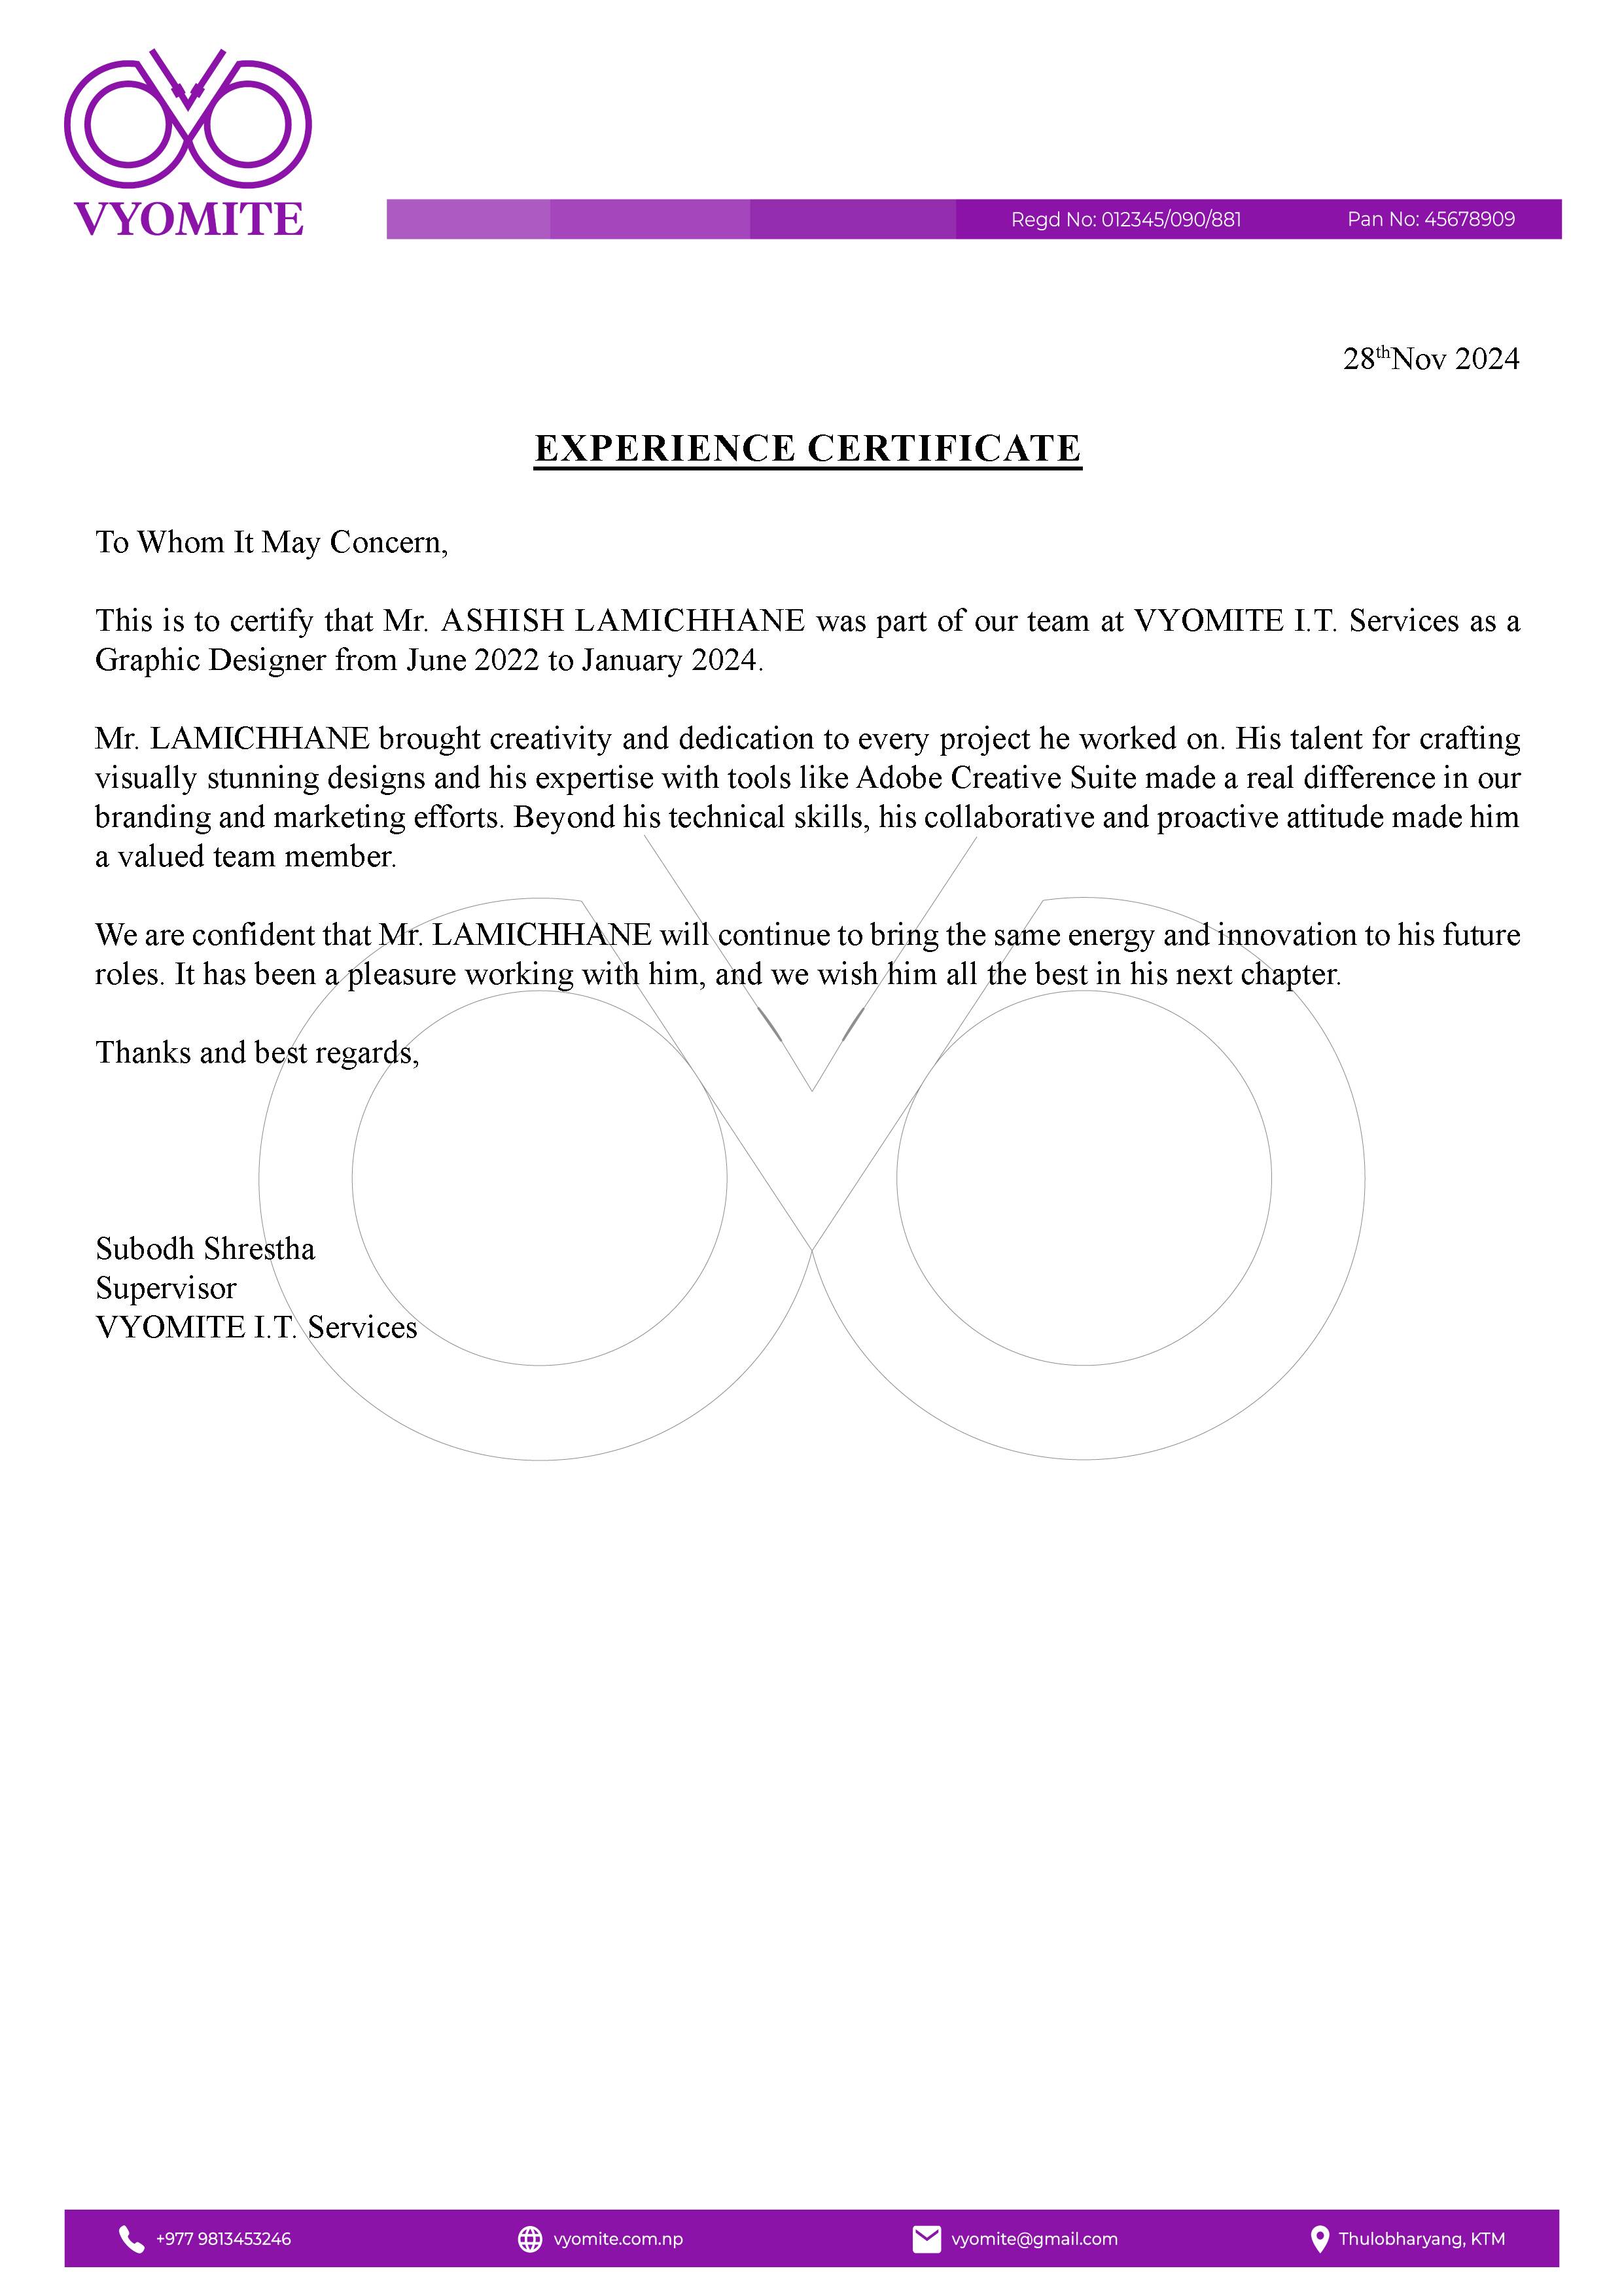 VYOMITE
Regd No: 012345/090/881 Pan No: 45678909
28thNov 2024
EXPERIENCE CERTIFICATE
To Whom It May Concern,
This is to certify that Mr. ASHISH LAMICHHANE was part of our team at VYOMITE I.T. Services as a
Graphic Designer from June 2022 to January 2024.
Mr. LAMICHHANE brought creativity and dedication to every project he worked on. His talent for crafting
visually stunning designs and his expertise with tools like Adobe Creative Suite made a real difference in our
branding and marketing efforts. Beyond his technical skills, his collaborative and proactive attitude made him
a valued team member.
We are confident that Mr. LAMICHHANE will continue to bring the same energy and innovation to his future
roles. It has been a pleasure working with him, and we wish him all the best in his next chapter.
Thanks and best regards,
Subodh Shrestha
Supervisor
VYOMITE I.T. Services
+977 9813453246 vyomite.com.np vyomite@gmail.com Thulobharyang, KTM